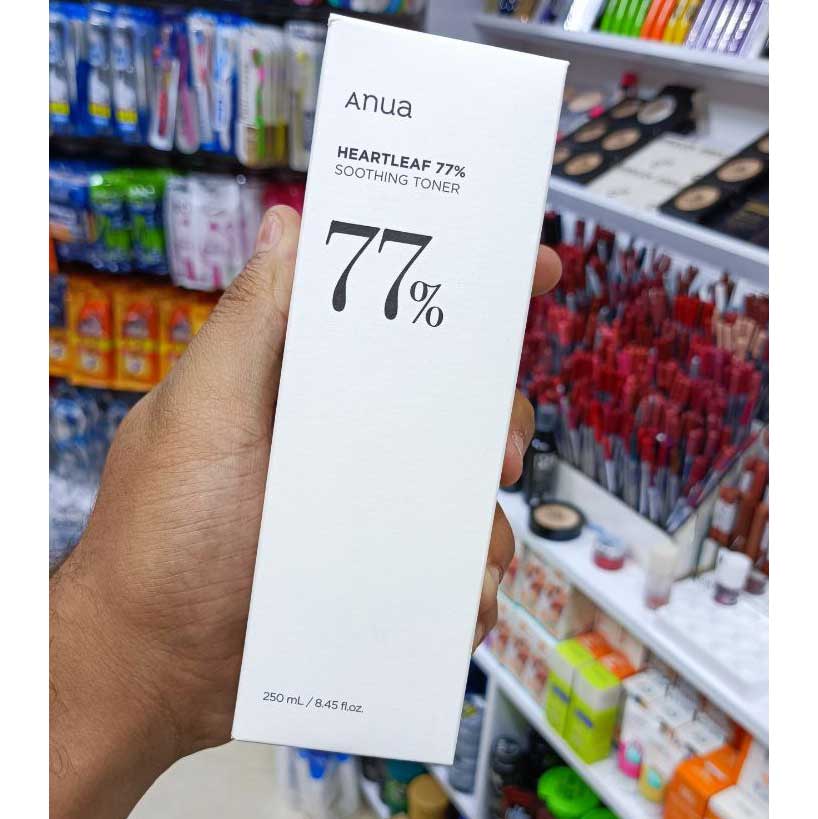 Anua
HEARTLEAF 77%
SOOTHING TONER
77%
250 mL / 8.45 fl.oz.